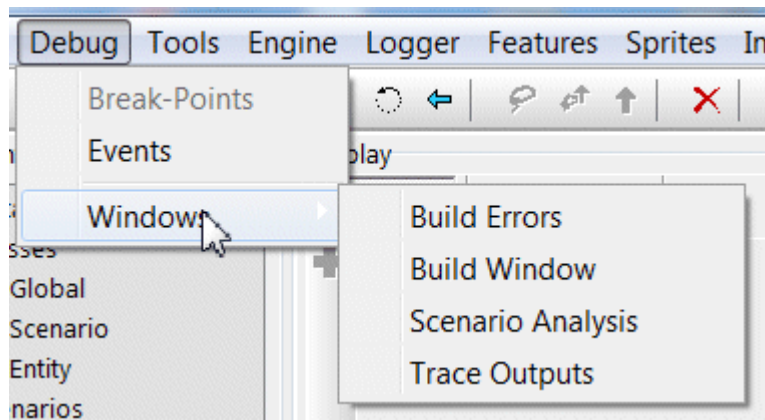 Debug Tools Engine Logger Features Sprites
Break-Points
Events
Windows
Build Errors
Build Window
Scenario Analysis
Trace Outputs
Global
Scenario
Entity